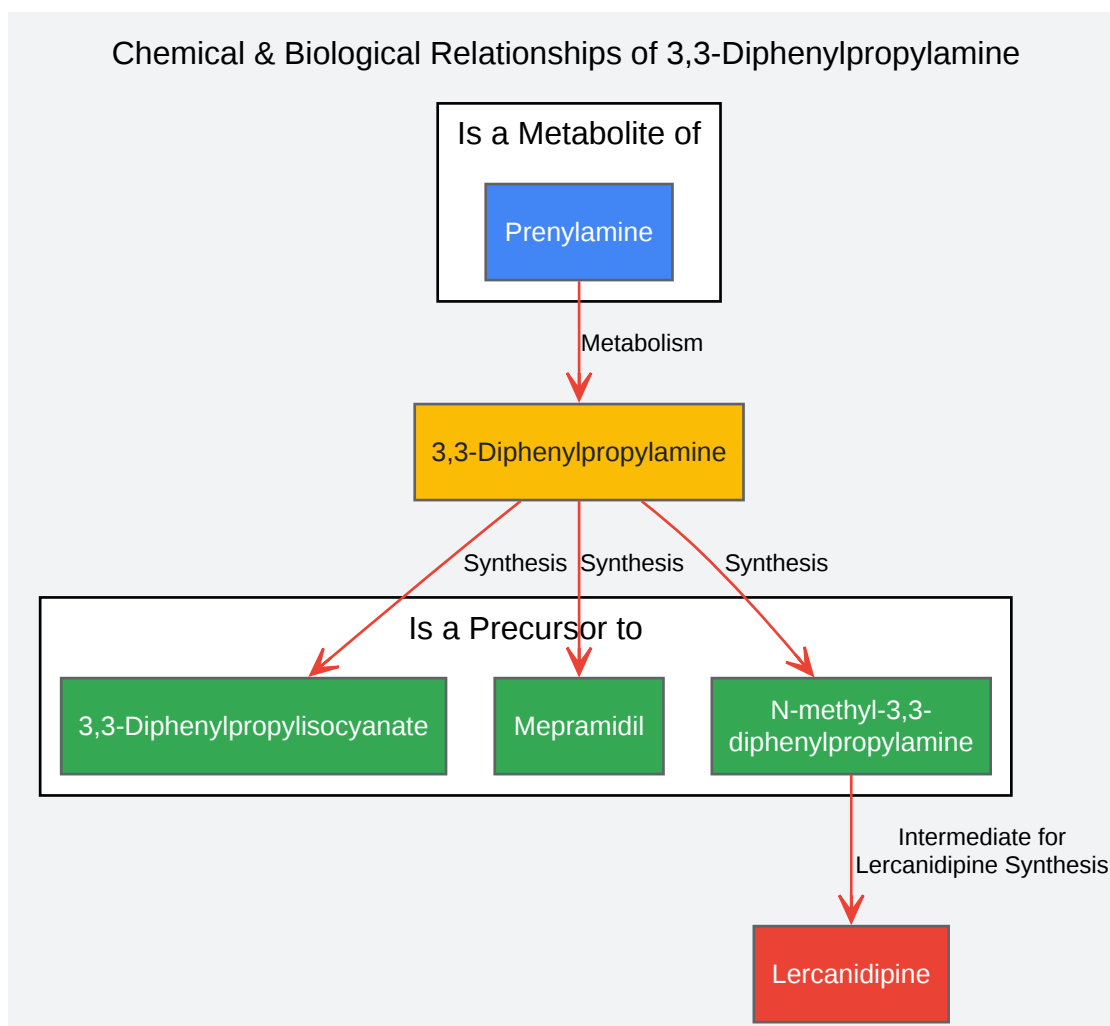 Chemical & Biological Relationships of 3,3-Diphenylpropylamine
Is a Metabolite of
Prenylamine
Metabolism
3,3-Diphenylpropylamine
Synthesis
Synthesis
Synthesis
Is a Precursor to
3,3-Diphenylpropylisocyanate
Mepramidil
N-methyl-3,3-
diphenylpropylamine
Intermediate for
Lercanidipine Synthesis
Lercanidipine